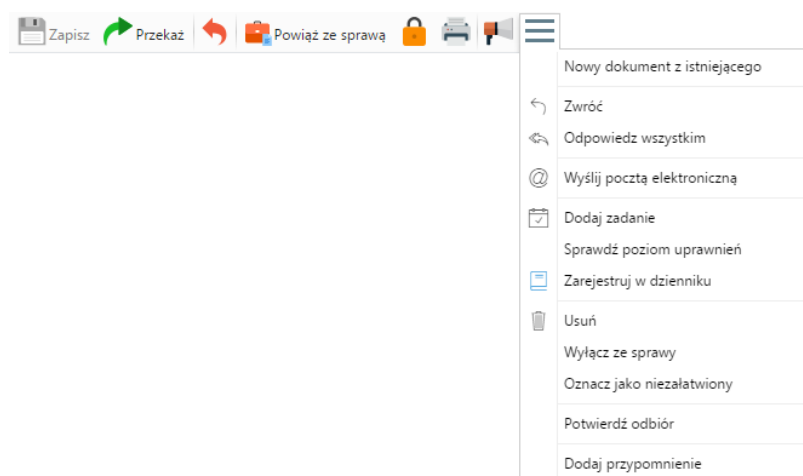 Zapisz Przekaż Powiąż ze sprawą
Nowy dokument z istniejącego
Zwróć
Odpowiedz wszystkim
Wyślij pocztą elektroniczną
Dodaj zadanie
Sprawdź poziom uprawnień
Zarejestruj w dzienniku
Usuń
Wyłącz ze sprawy
Oznacz jako niezałatwiony
Potwierdź odbiór
Dodaj przypomnienie